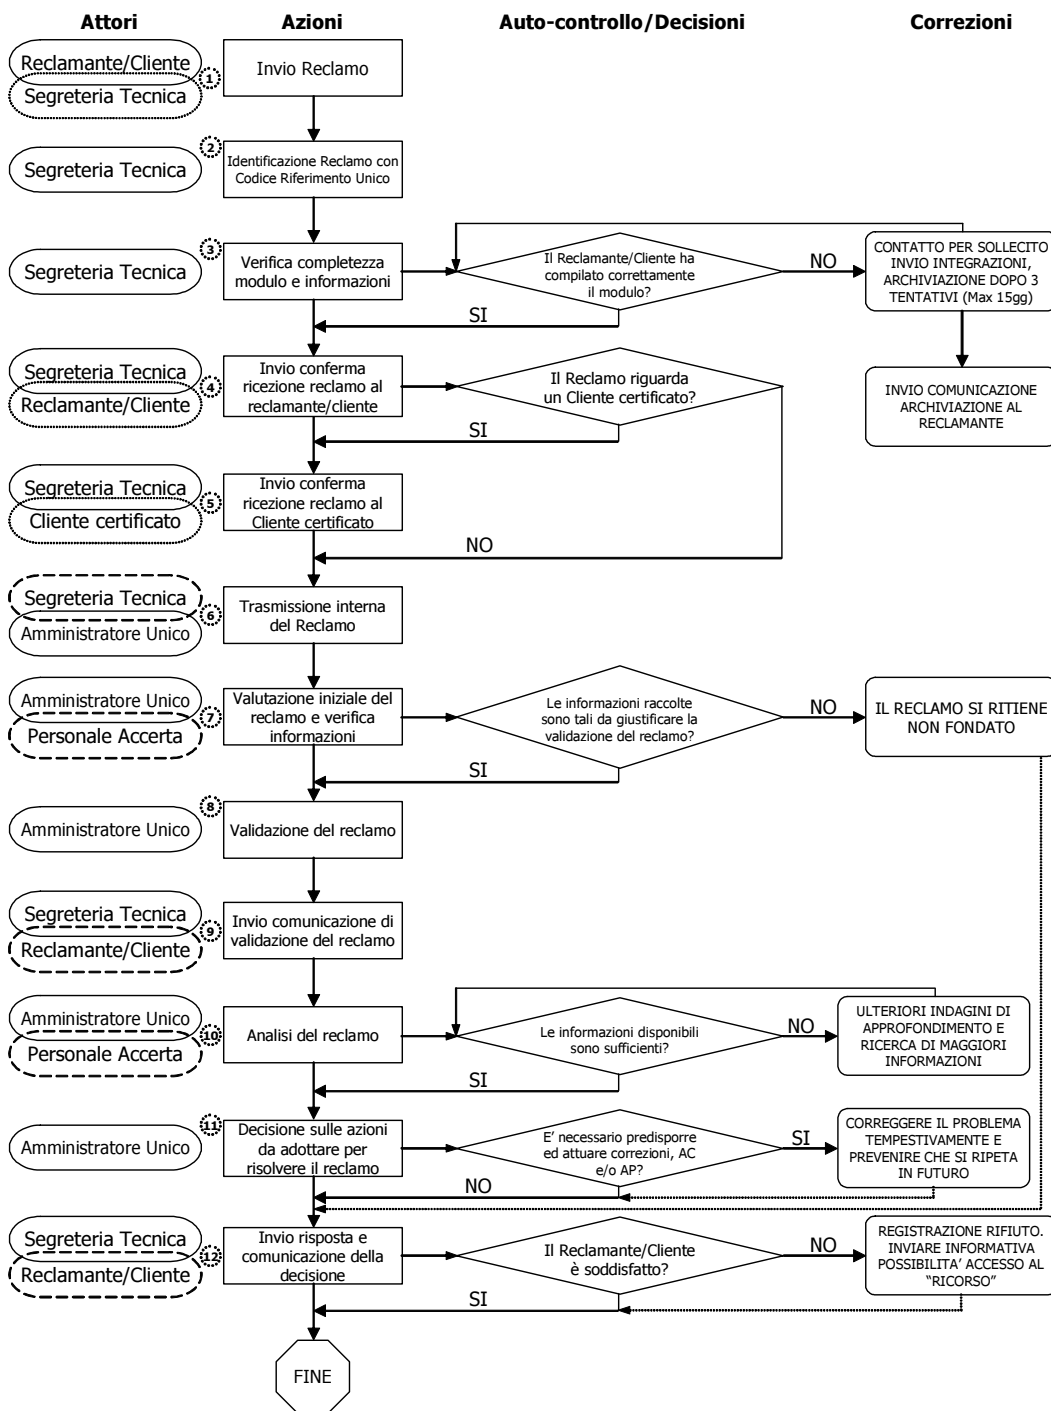 Attori
Azioni
Auto-controllo/Decisioni
Correzioni
Reclamante/Cliente
Segreteria Tecnica
1
Invio Reclamo
2
Segreteria Tecnica
Identificazione Reclamo con
Codice Riferimento Unico
3
Segreteria Tecnica
Verifica completezza
modulo e informazioni
Il Reclamante/Cliente ha
compilato correttamente
il modulo?
NO
CONTATTO PER SOLLECITO
INVIO INTEGRAZIONI,
ARCHIVIAZIONE DOPO 3
TENTATIVI (Max 15gg)
SI
Segreteria Tecnica
Reclamante/Cliente
4
Invio conferma
ricezione reclamo al
reclamante/cliente
Il Reclamo riguarda
un Cliente certificato?
INVIO COMUNICAZIONE
ARCHIVIAZIONE AL
RECLAMANTE
SI
Segreteria Tecnica
Cliente certificato
5
Invio conferma
ricezione reclamo al
Cliente certificato
NO
Segreteria Tecnica
Amministratore Unico
6
Trasmissione interna
del Reclamo
Amministratore Unico
Personale Accerta
7
Valutazione iniziale del
reclamo e verifica
informazioni
Le informazioni raccolte
sono tali da giustificare la
validazione del reclamo?
NO
IL RECLAMO SI RITIENE
NON FONDATO
SI
8
Amministratore Unico
Validazione del reclamo
Segreteria Tecnica
Reclamante/Cliente
9
Invio comunicazione di
validazione del reclamo
Amministratore Unico
Personale Accerta
10
Analisi del reclamo
Le informazioni disponibili
sono sufficienti?
NO
ULTERIORI INDAGINI DI
APPROFONDIMENTO E
RICERCA DI MAGGIORI
INFORMAZIONI
SI
11
Amministratore Unico
Decisione sulle azioni
da adottare per
risolvere il reclamo
E' necessario predisporre
ed attuare correzioni, AC
e/o AP?
SI
CORREGGERE IL PROBLEMA
TEMPESTIVAMENTE E
PREVENIRE CHE SI RIPETA
IN FUTURO
NO
Segreteria Tecnica
Reclamante/Cliente
12
Invio risposta e
comunicazione della
decisione
Il Reclamante/Cliente
è soddisfatto?
NO
REGISTRAZIONE RIFIUTO.
INVIARE INFORMATIVA
POSSIBILITA' ACCESSO AL
"RICORSO"
SI
FINE